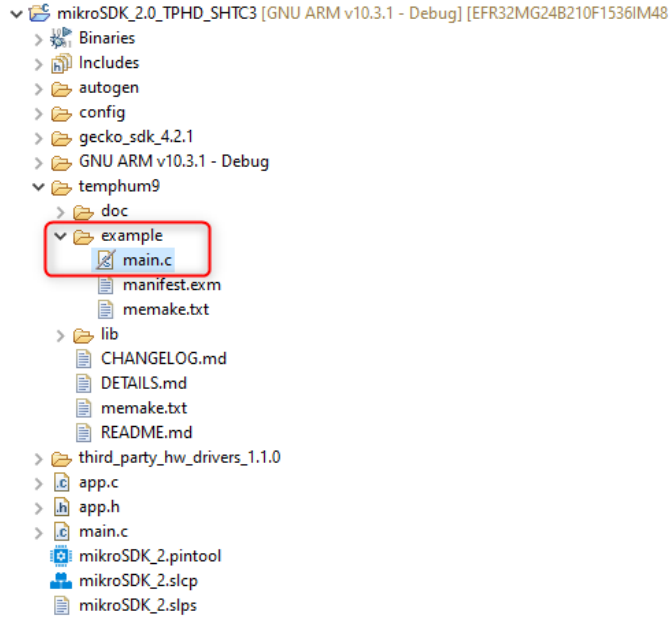 mikroSDK_2.0_TPHD_SHTC3 [GNU ARM v10.3.1 - Debug] [EFR32MG24B210F1536IM48
Binaries
Includes
autogen
config
gecko_sdk_4.2.1
GNU ARM v10.3.1 - Debug
temphum9
doc
example
main.c
manifest.exm
memake.txt
lib
CHANGELOG.md
DETAILS.md
memake.txt
README.md
third_party_hw_drivers_1.1.0
app.c
app.h
main.c
mikroSDK_2.pintool
mikroSDK_2.slcp
mikroSDK_2.slps